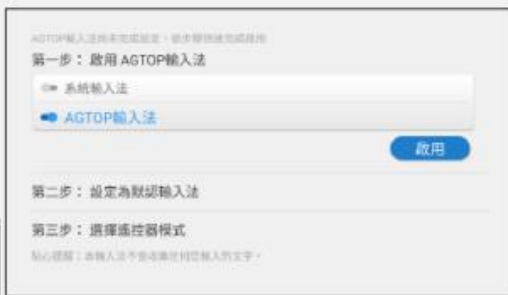 AGTOP輸入法尚未完成設定，依步驟快速完成啟用
第一步： 啟用 AGTOP輸入法
系統輸入法
AGTOP輸入法
啟用
第二步： 設定為默認輸入法
第三步： 選擇遙控器模式
貼心提醒：本輸入法不會收集任何您輸入的文字。